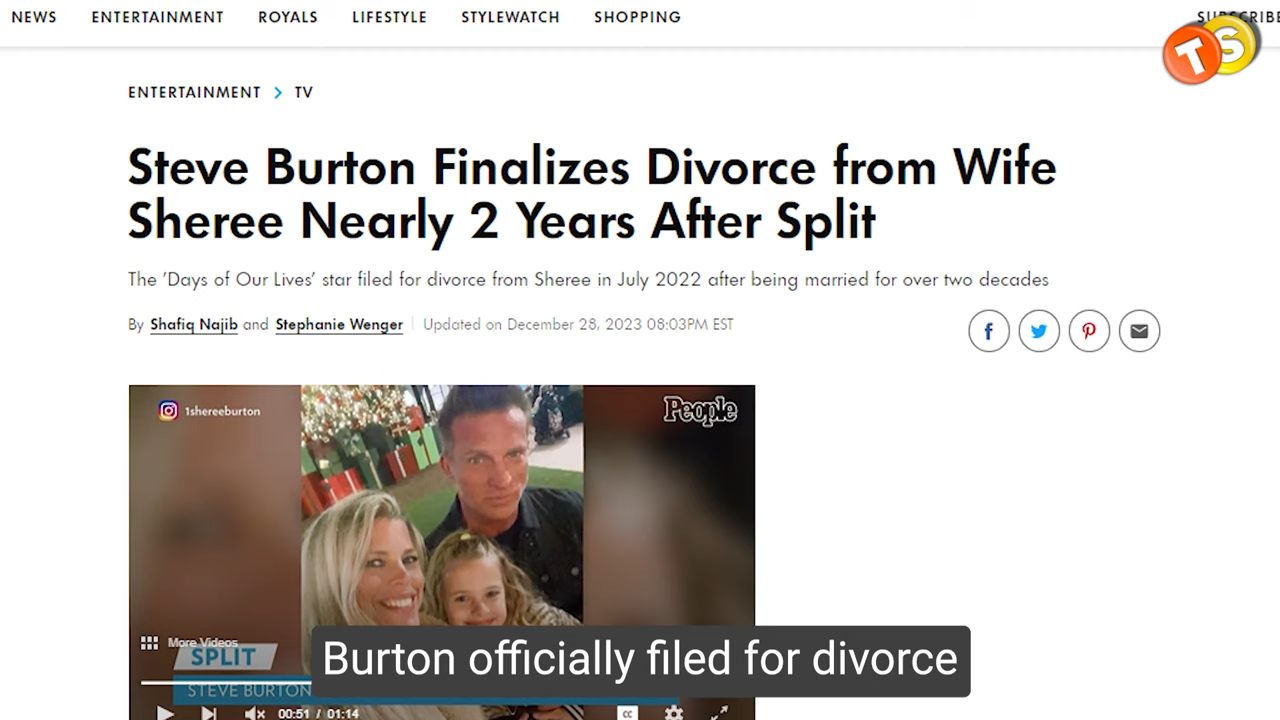 NEWS ENTERTAINMENT ROYALS LIFESTYLE STYLEWATCH SHOPPING SUBSCRIBE
TS
ENTERTAINMENT > TV
Steve Burton Finalizes Divorce from Wife
Sheree Nearly 2 Years After Split
The 'Days of Our Lives' star filed for divorce from Sheree in July 2022 after being married for over two decades
By Shafiq Najib and Stephanie Wenger | Updated on December 28, 2023 08:03PM EST
1shereeburton
People
More Videos
SPLIT
Burton officially filed for divorce
STEVE BURTON
00:51 / 01:14
CC